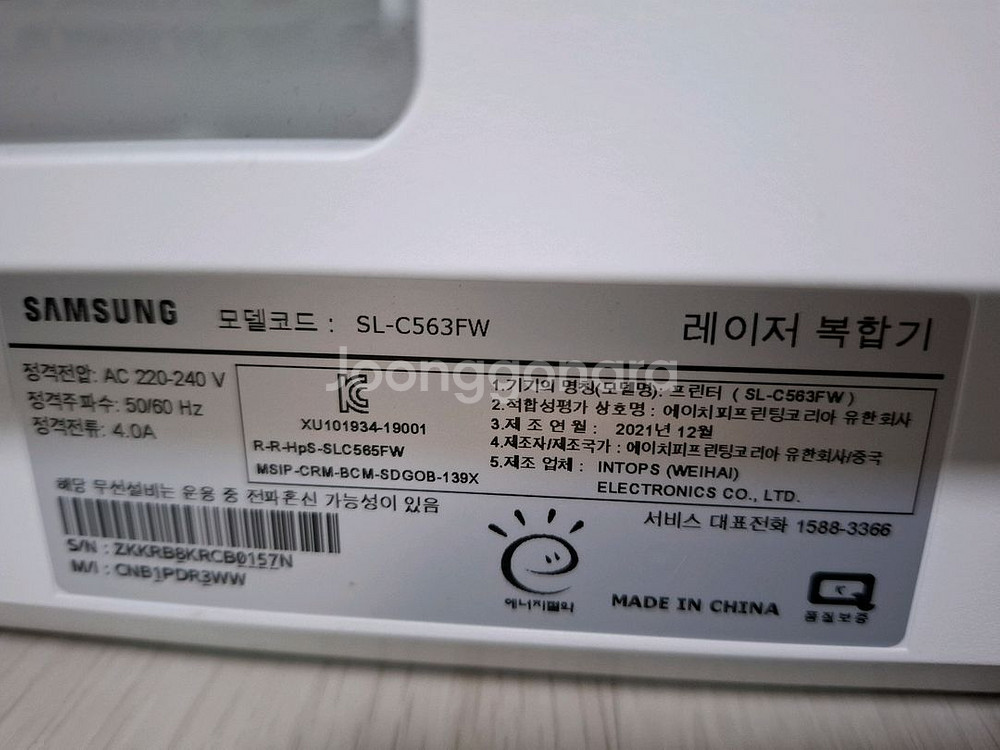 SAMSUNG 모델코드 : SL-C563FW 레이저 복합기
Joonggonara
정격전압: AC 220-240 V
정격주파수: 50/60 Hz
정격전류: 4.0A
XU101934-19001
R-R-HpS-SLC565FW
MSIP-CRM-BCM-SDGOB-139X
1.기기의 명칭(모델명): 프린터 ( SL-C563FW )
2.적합성평가 상호명 : 에이치피프린팅코리아 유한회사
3.제 조 연 월 : 2021년 12월
4.제조자/제조국가 : 에이치피프린팅코리아 유한회사/중국
5.제조 업체 : INTOPS (WEIHAI)
ELECTRONICS CO., LTD.
해당 무선설비는 운용 중 전파혼신 가능성이 있음
S/N : ZKKRB8KRCB0157N
M/I : CNB1PDR3WW
서비스 대표전화 1588-3366
에너지절약
MADE IN CHINA
품질보증